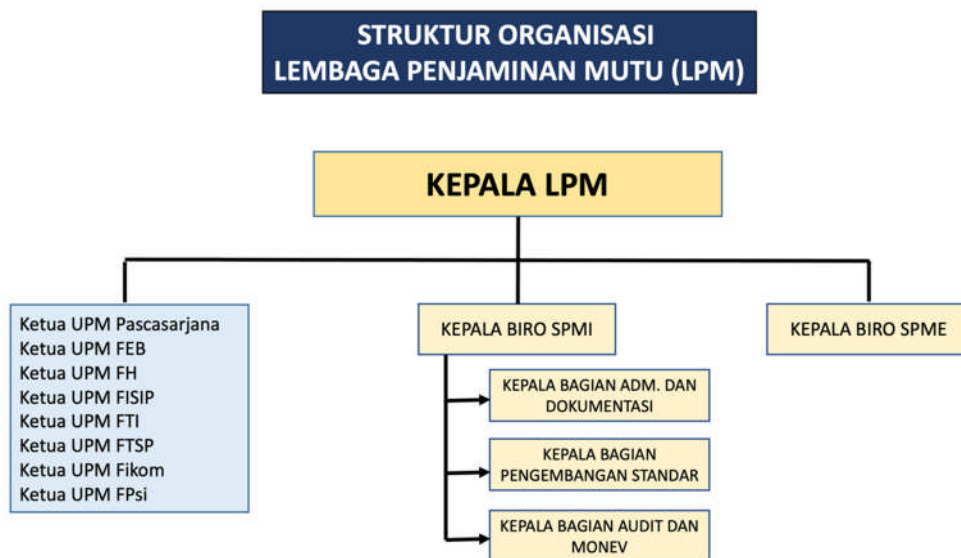 STRUKTUR ORGANISASI
LEMBAGA PENJAMINAN MUTU (LPM)
KEPALA LPM
Ketua UPM Pascasarjana
Ketua UPM FEB
Ketua UPM FH
Ketua UPM FISIP
Ketua UPM FTI
Ketua UPM FTSP
Ketua UPM Fikom
Ketua UPM FPsi
KEPALA BIRO SPMI
KEPALA BIRO SPME
KEPALA BAGIAN ADM. DAN
DOKUMENTASI
KEPALA BAGIAN
PENGEMBANGAN STANDAR
KEPALA BAGIAN AUDIT DAN
MONEV